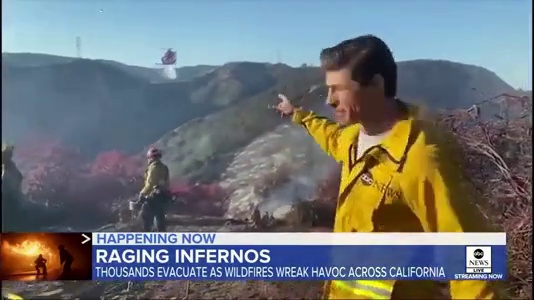 HAPPENING NOW
RAGING INFERNOS
THOUSANDS EVACUATE AS WILDFIRES WREAK HAVOC ACROSS CALIFORNIA
abc NEWS
LIVE
STREAMING NOW